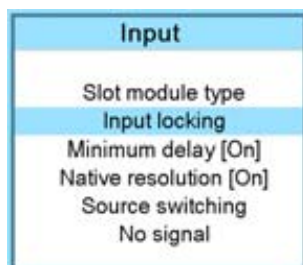 Input
Slot module type
Input locking
Minimum delay [On]
Native resolution [On]
Source switching
No signal